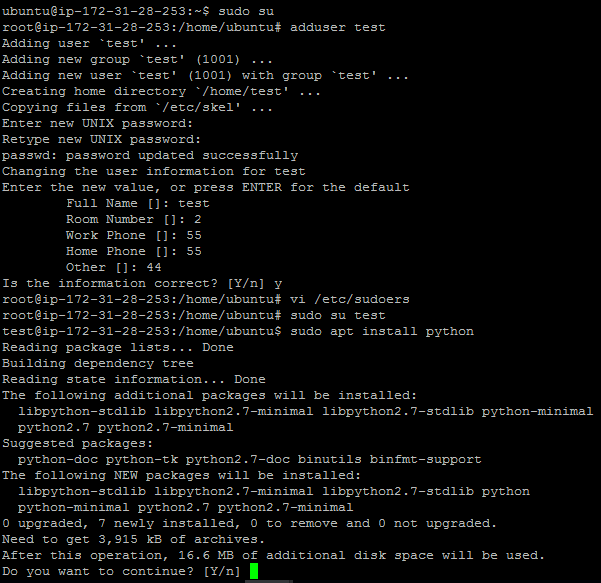 ubuntu@ip-172-31-28-253:~$ sudo su
root@ip-172-31-28-253:/home/ubuntu# adduser test
Adding user `test' ...
Adding new group `test' (1001) ...
Adding new user `test' (1001) with group `test' ...
Creating home directory `/home/test' ...
Copying files from `/etc/skel' ...
Enter new UNIX password:
Retype new UNIX password:
passwd: password updated successfully
Changing the user information for test
Enter the new value, or press ENTER for the default
        Full Name []: test
        Room Number []: 2
        Work Phone []: 55
        Home Phone []: 55
        Other []: 44
Is the information correct? [Y/n] y
root@ip-172-31-28-253:/home/ubuntu# vi /etc/sudoers
root@ip-172-31-28-253:/home/ubuntu# sudo su test
test@ip-172-31-28-253:/home/ubuntu$ sudo apt install python
Reading package lists... Done
Building dependency tree
Reading state information... Done
The following additional packages will be installed:
  libpython-stdlib libpython2.7-minimal libpython2.7-stdlib python-minimal
  python2.7 python2.7-minimal
Suggested packages:
  python-doc python-tk python2.7-doc binutils binfmt-support
The following NEW packages will be installed:
  libpython-stdlib libpython2.7-minimal libpython2.7-stdlib python
  python-minimal python2.7 python2.7-minimal
0 upgraded, 7 newly installed, 0 to remove and 0 not upgraded.
Need to get 3,915 kB of archives.
After this operation, 16.6 MB of additional disk space will be used.
Do you want to continue? [Y/n]